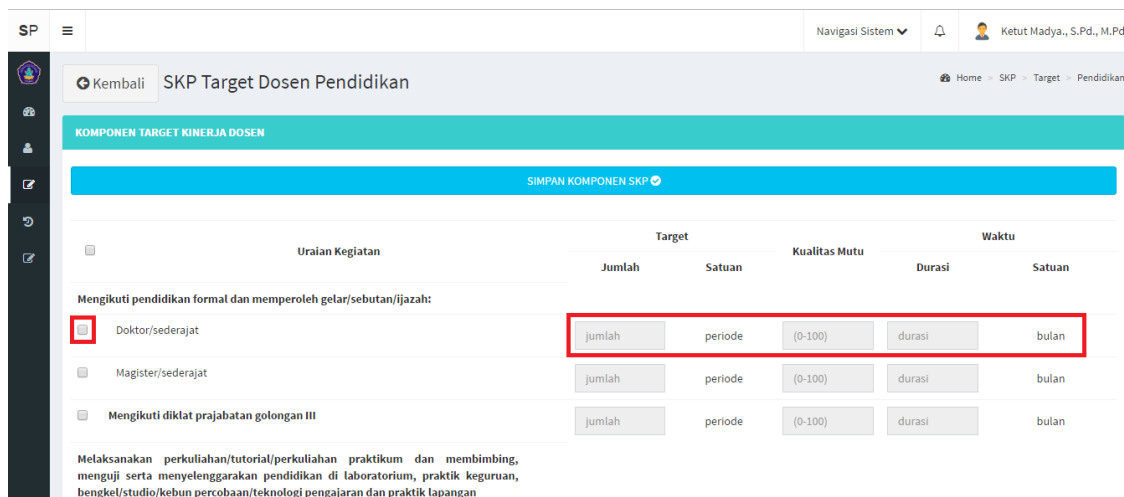 SP
Navigasi Sistem
Ketut Madya., S.Pd., M.Pd
Kembali
SKP Target Dosen Pendidikan
Home > SKP > Target > Pendidikan
KOMPONEN TARGET KINERJA DOSEN
SIMPAN KOMPONEN SKP
Uraian Kegiatan
Target
Kualitas Mutu
Waktu
Jumlah Satuan Durasi Satuan
Mengikuti pendidikan formal dan memperoleh gelar/sebutan/ijazah:
Doktor/sederajat jumlah periode (0-100) durasi bulan
Magister/sederajat jumlah periode (0-100) durasi bulan
Mengikuti diklat prajabatan golongan III jumlah periode (0-100) durasi bulan
Melaksanakan perkuliahan/tutorial/perkuliahan praktikum dan membimbing,
menguji serta menyelenggarakan pendidikan di laboratorium, praktik keguruan,
bengkel/studio/kebun percobaan/teknologi pengajaran dan praktik lapangan